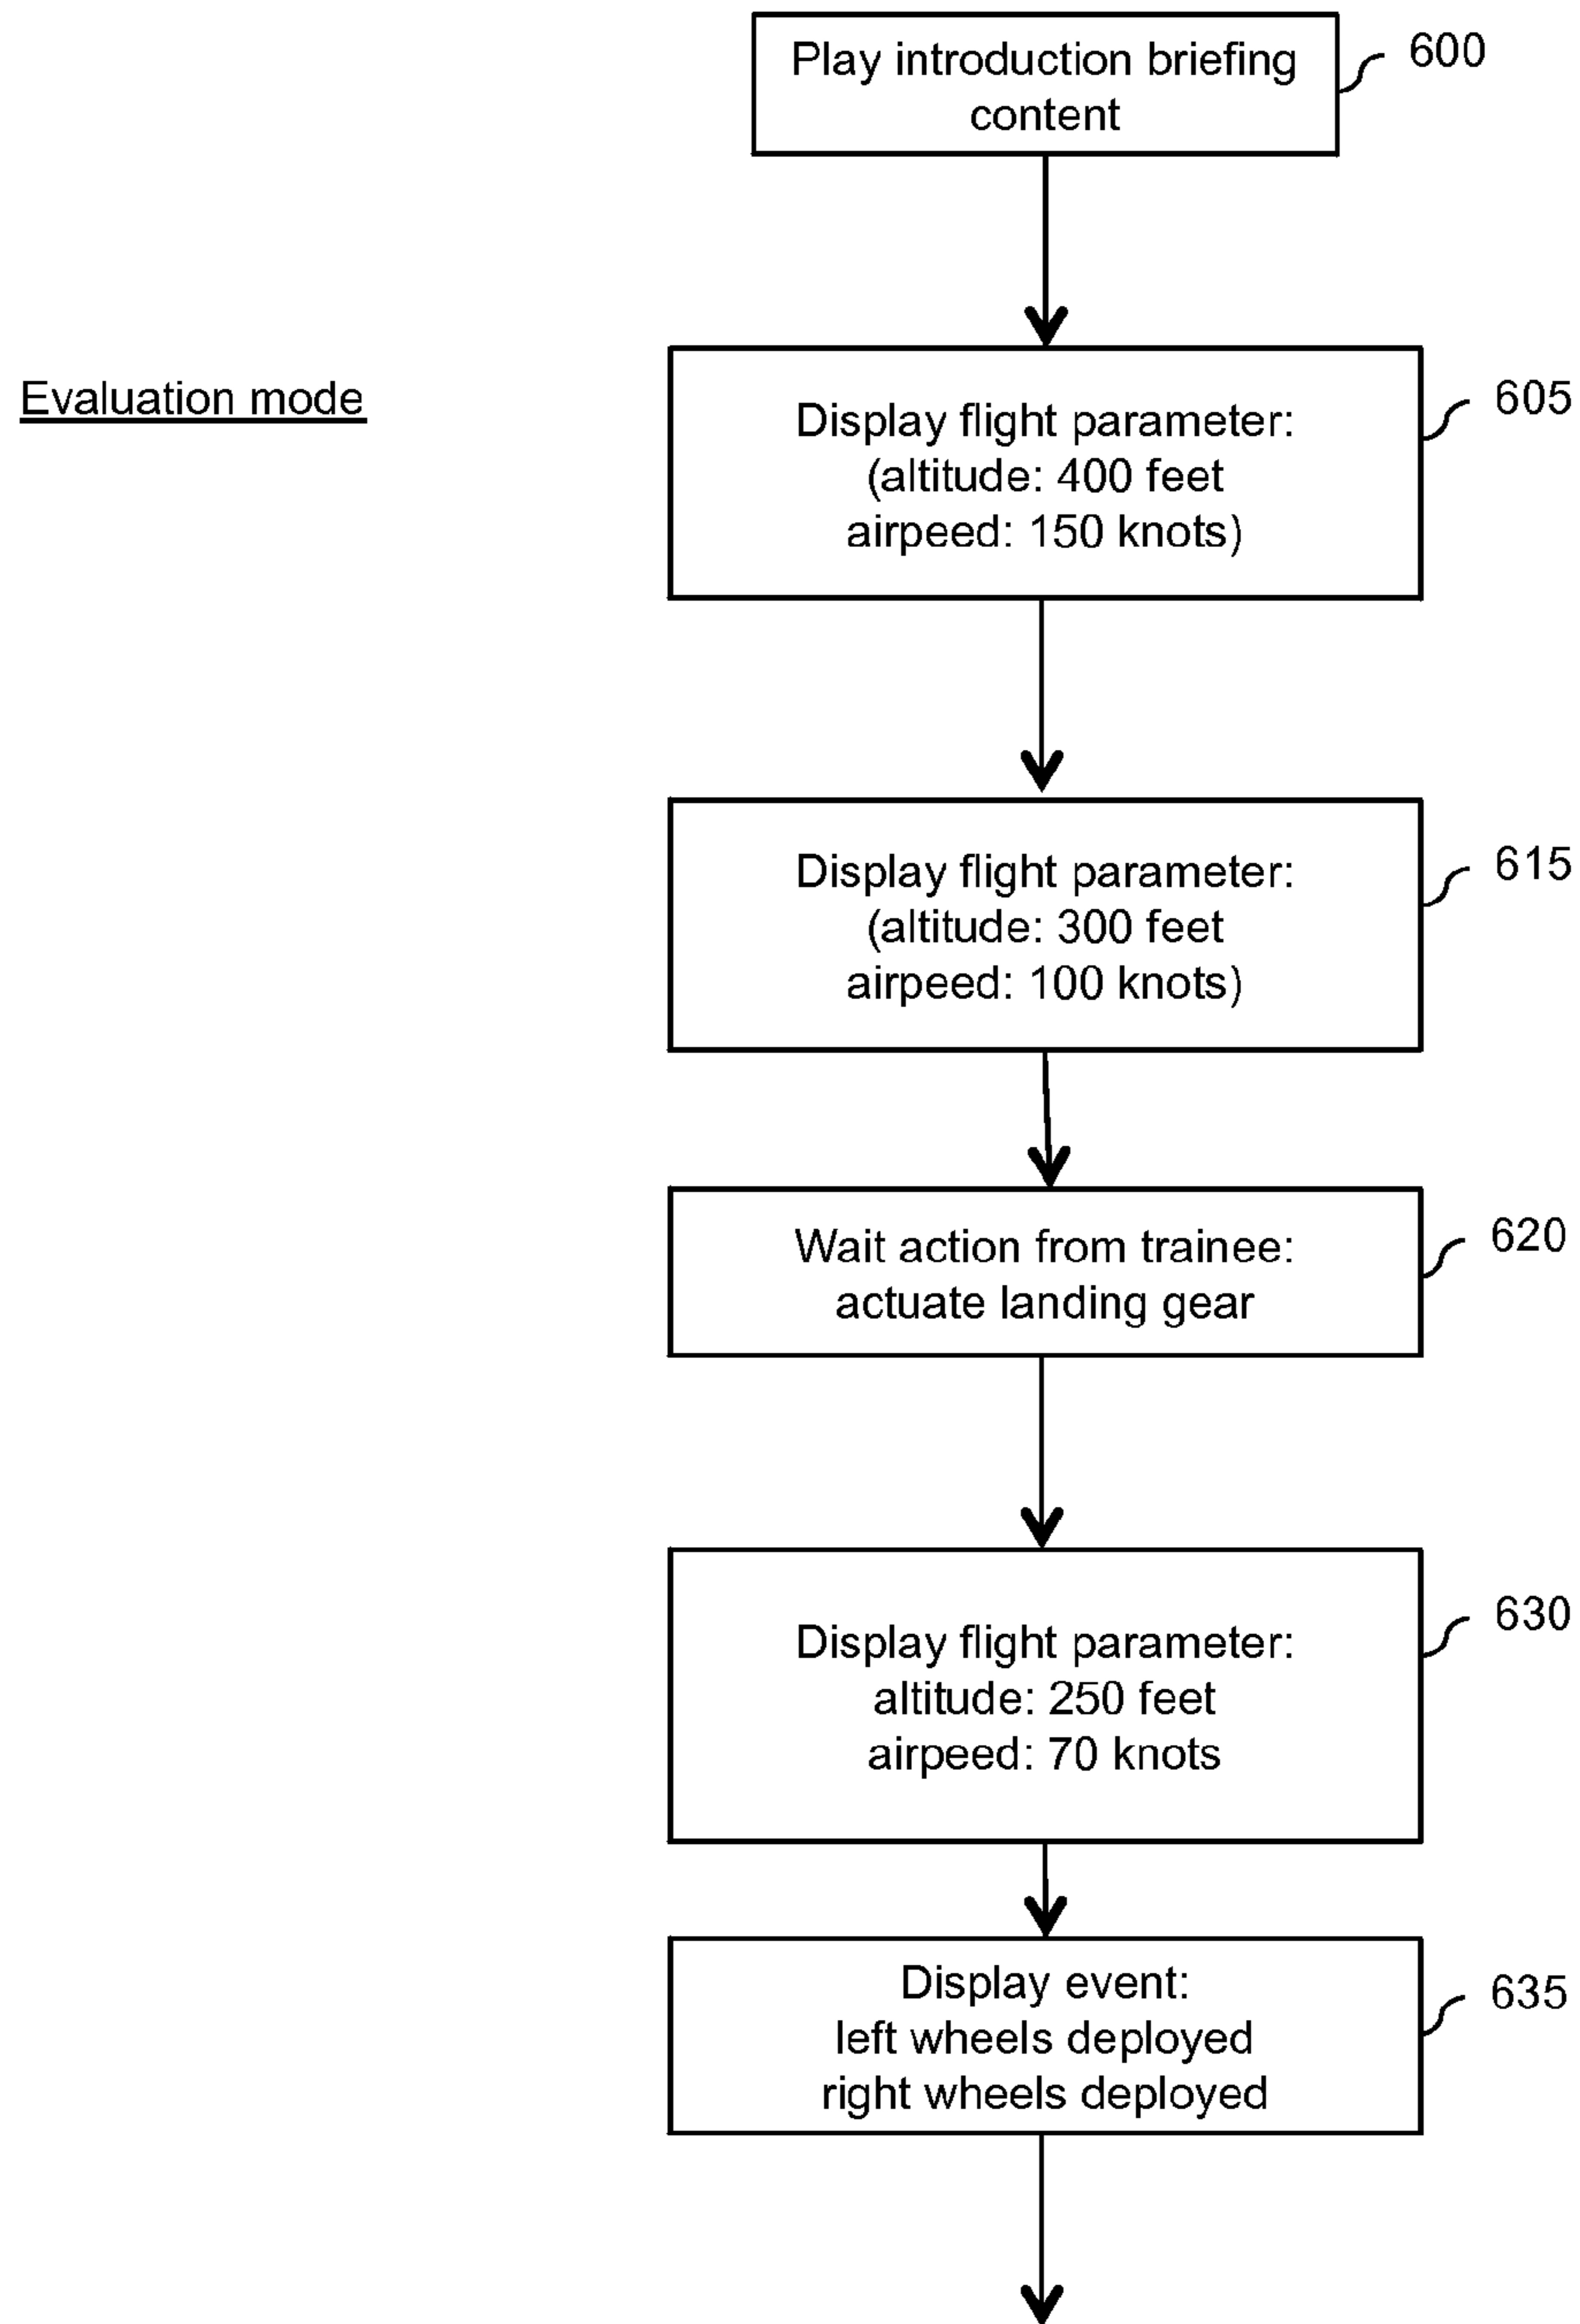 Play introduction briefing
content
600
Evaluation mode
Display flight parameter:
(altitude: 400 feet
airpeed: 150 knots)
605
Display flight parameter:
(altitude: 300 feet
airpeed: 100 knots)
615
Wait action from trainee:
actuate landing gear
620
Display flight parameter:
altitude: 250 feet
airpeed: 70 knots
630
Display event:
left wheels deployed
right wheels deployed
635